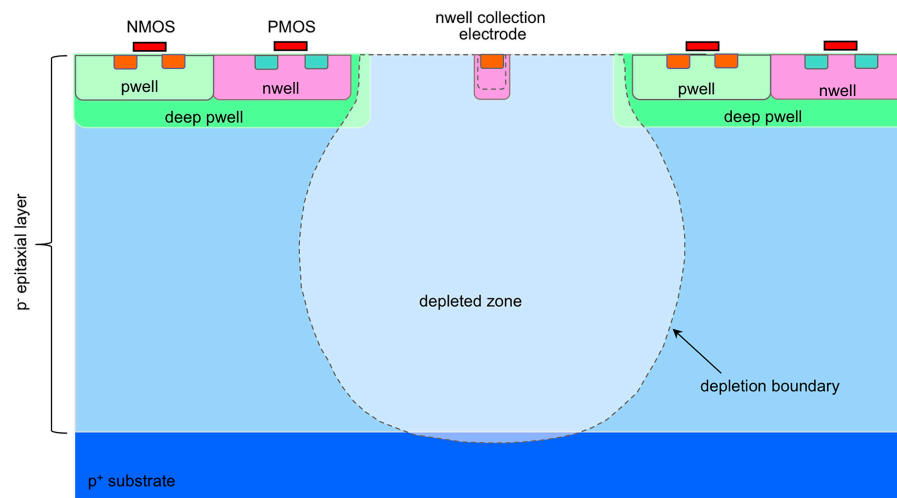 NMOS
PMOS
nwell collection
electrode
pwell
nwell
deep pwell
pwell
nwell
deep pwell
p⁻ epitaxial layer
depleted zone
depletion boundary
p⁺ substrate